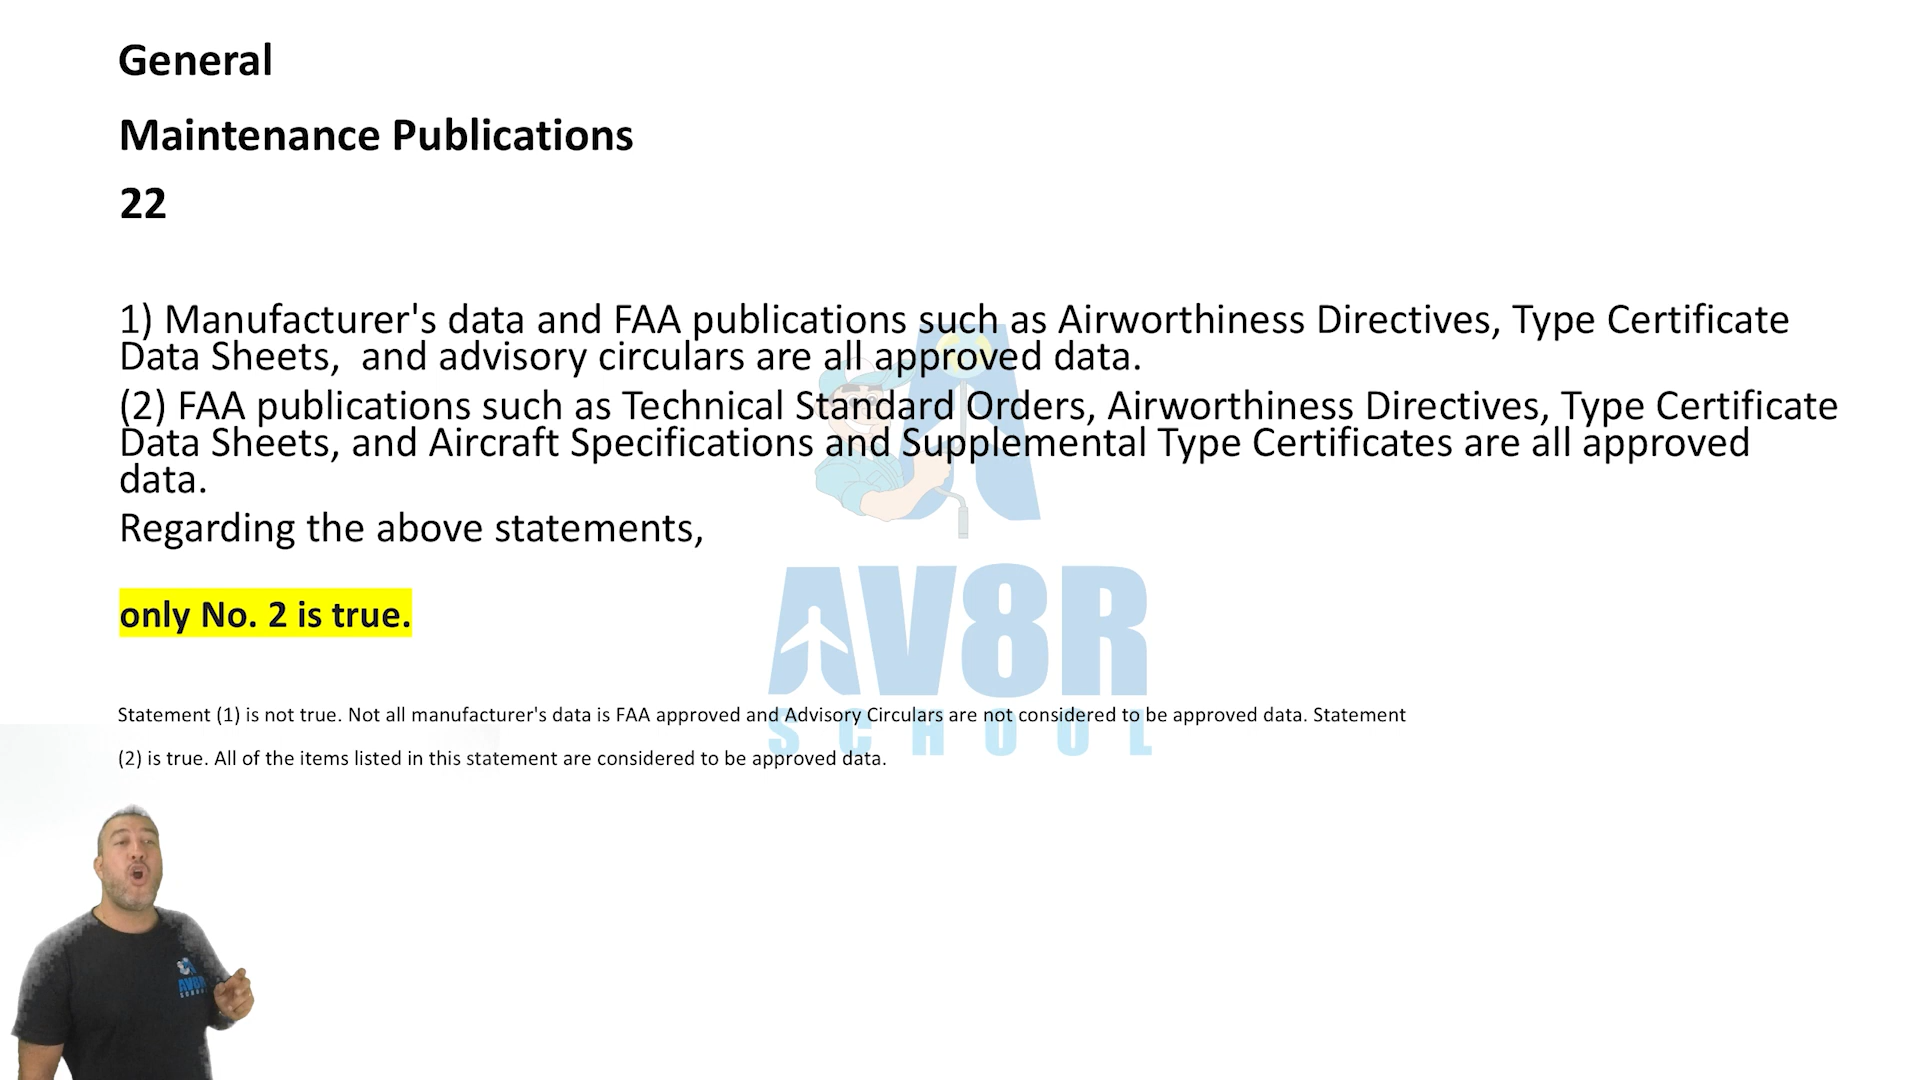 General
Maintenance Publications
22
1) Manufacturer's data and FAA publications such as Airworthiness Directives, Type Certificate
Data Sheets,  and advisory circulars are all approved data.
(2) FAA publications such as Technical Standard Orders, Airworthiness Directives, Type Certificate
Data Sheets, and Aircraft Specifications and Supplemental Type Certificates are all approved
data.
Regarding the above statements,
only No. 2 is true.
AV8R
SCHOOL
Statement (1) is not true. Not all manufacturer's data is FAA approved and Advisory Circulars are not considered to be approved data. Statement
(2) is true. All of the items listed in this statement are considered to be approved data.
AV8R
SCHOOL